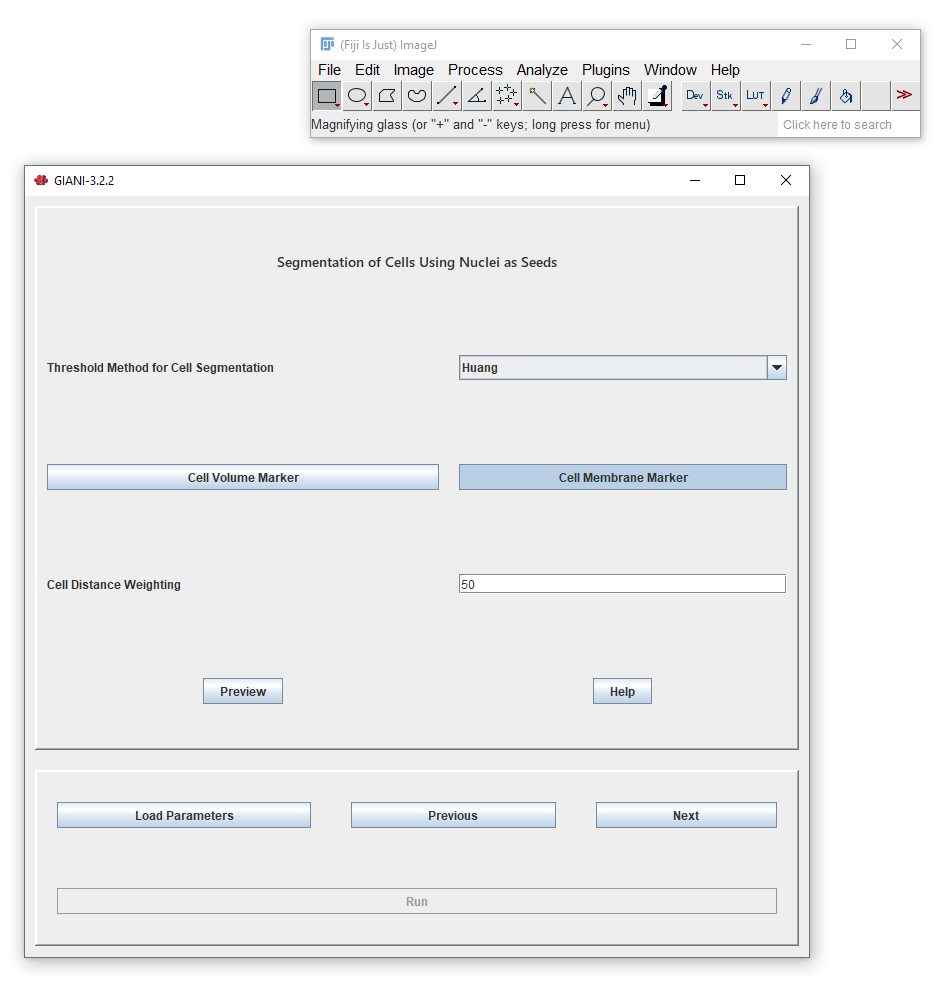 (Fiji Is Just) ImageJ
File Edit Image Process Analyze Plugins Window Help
A Dev Stk LUT >>
Magnifying glass (or "+" and "-" keys; long press for menu) Click here to search
GIANI-3.2.2
Segmentation of Cells Using Nuclei as Seeds
Threshold Method for Cell Segmentation Huang
Cell Volume Marker Cell Membrane Marker
Cell Distance Weighting 50
Preview Help
Load Parameters Previous Next
Run